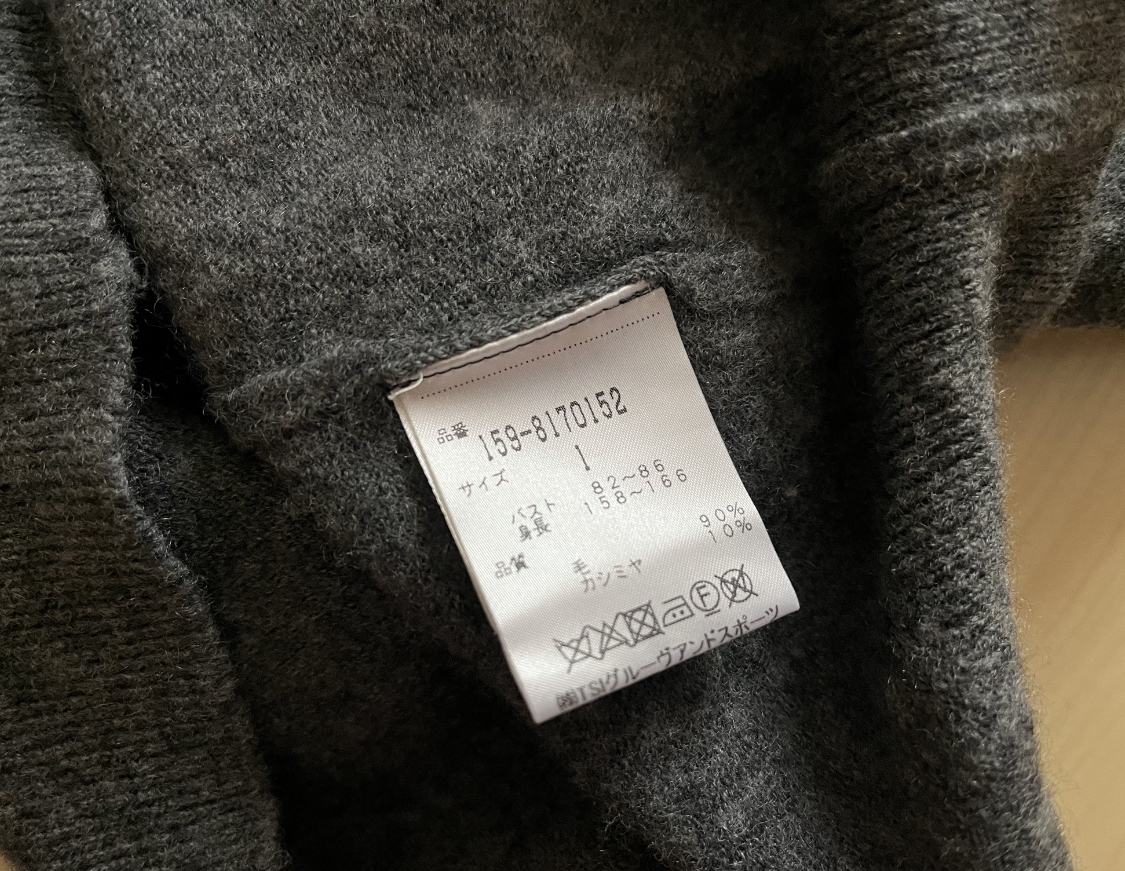 品番 159-8170152
サイズ 1
バスト 82~86
身長 158~166
品質 毛 90%
カシミヤ 10%
F W
㈱TSIグルーヴアンドスポーツ